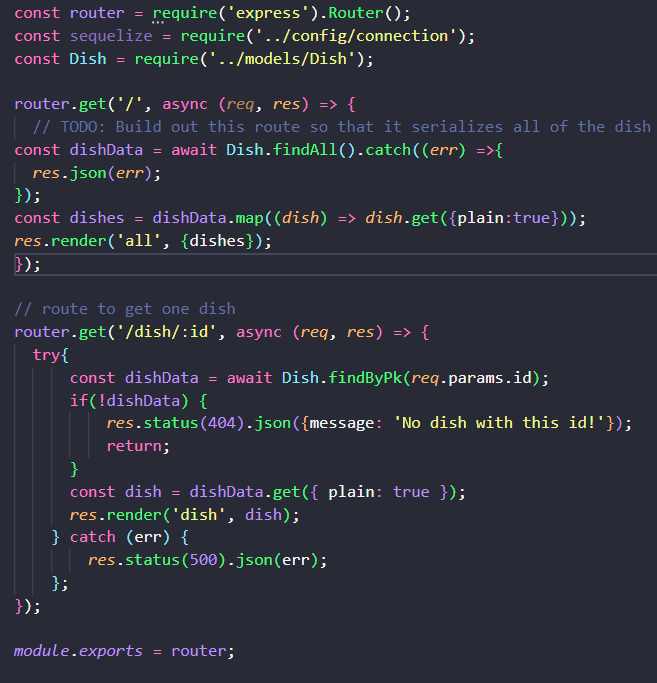 const router = require('express').Router();
const sequelize = require('../config/connection');
const Dish = require('../models/Dish');
router.get('/', async (req, res) => {
// TODO: Build out this route so that it serializes all of the dish
const dishData = await Dish.findAll().catch((err) =>{
res.json(err);
});
const dishes = dishData.map((dish) => dish.get({plain:true}));
res.render('all', {dishes});
});
// route to get one dish
router.get('/dish/:id', async (req, res) => {
try{
const dishData = await Dish.findByPk(req.params.id);
if(!dishData) {
res.status(404).json({message: 'No dish with this id!'});
return;
}
const dish = dishData.get({ plain: true });
res.render('dish', dish);
} catch (err) {
res.status(500).json(err);
};
});
module.exports = router;